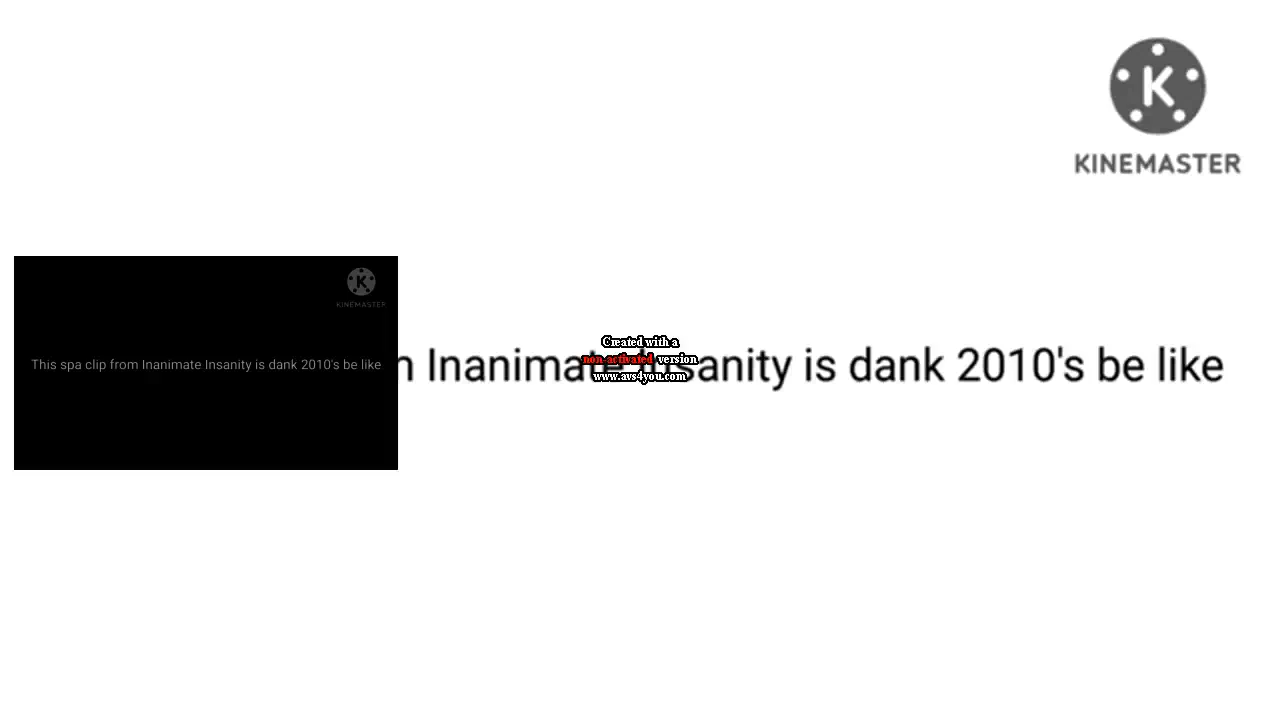 K
KINEMASTER
K
KINEMASTER
This spa clip from Inanimate Insanity is dank 2010's be like
n Inanimate Insanity is dank 2010's be like
Created with a
non-activated version
www.avs4you.com